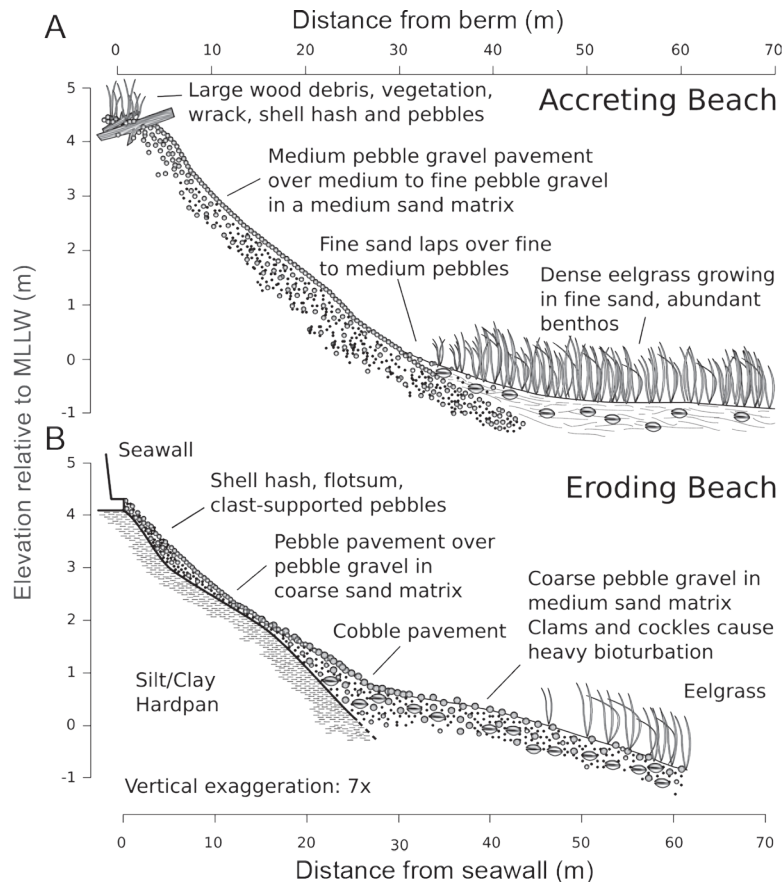 A
Distance from berm (m)
0 10 20 30 40 50 60 70
Accreting Beach
5
4
3
2
1
0
-1
Large wood debris, vegetation,
wrack, shell hash and pebbles
Medium pebble gravel pavement
over medium to fine pebble gravel
in a medium sand matrix
Fine sand laps over fine
to medium pebbles
Dense eelgrass growing
in fine sand, abundant
benthos
Elevation relative to MLLW (m)
B
Eroding Beach
5
4
3
2
1
0
-1
Seawall
Shell hash, flotsum,
clast-supported pebbles
Pebble pavement over
pebble gravel in
coarse sand matrix
Cobble pavement
Coarse pebble gravel in
medium sand matrix
Clams and cockles cause
heavy bioturbation
Eelgrass
Silt/Clay
Hardpan
Vertical exaggeration: 7x
0 10 20 30 40 50 60 70
Distance from seawall (m)